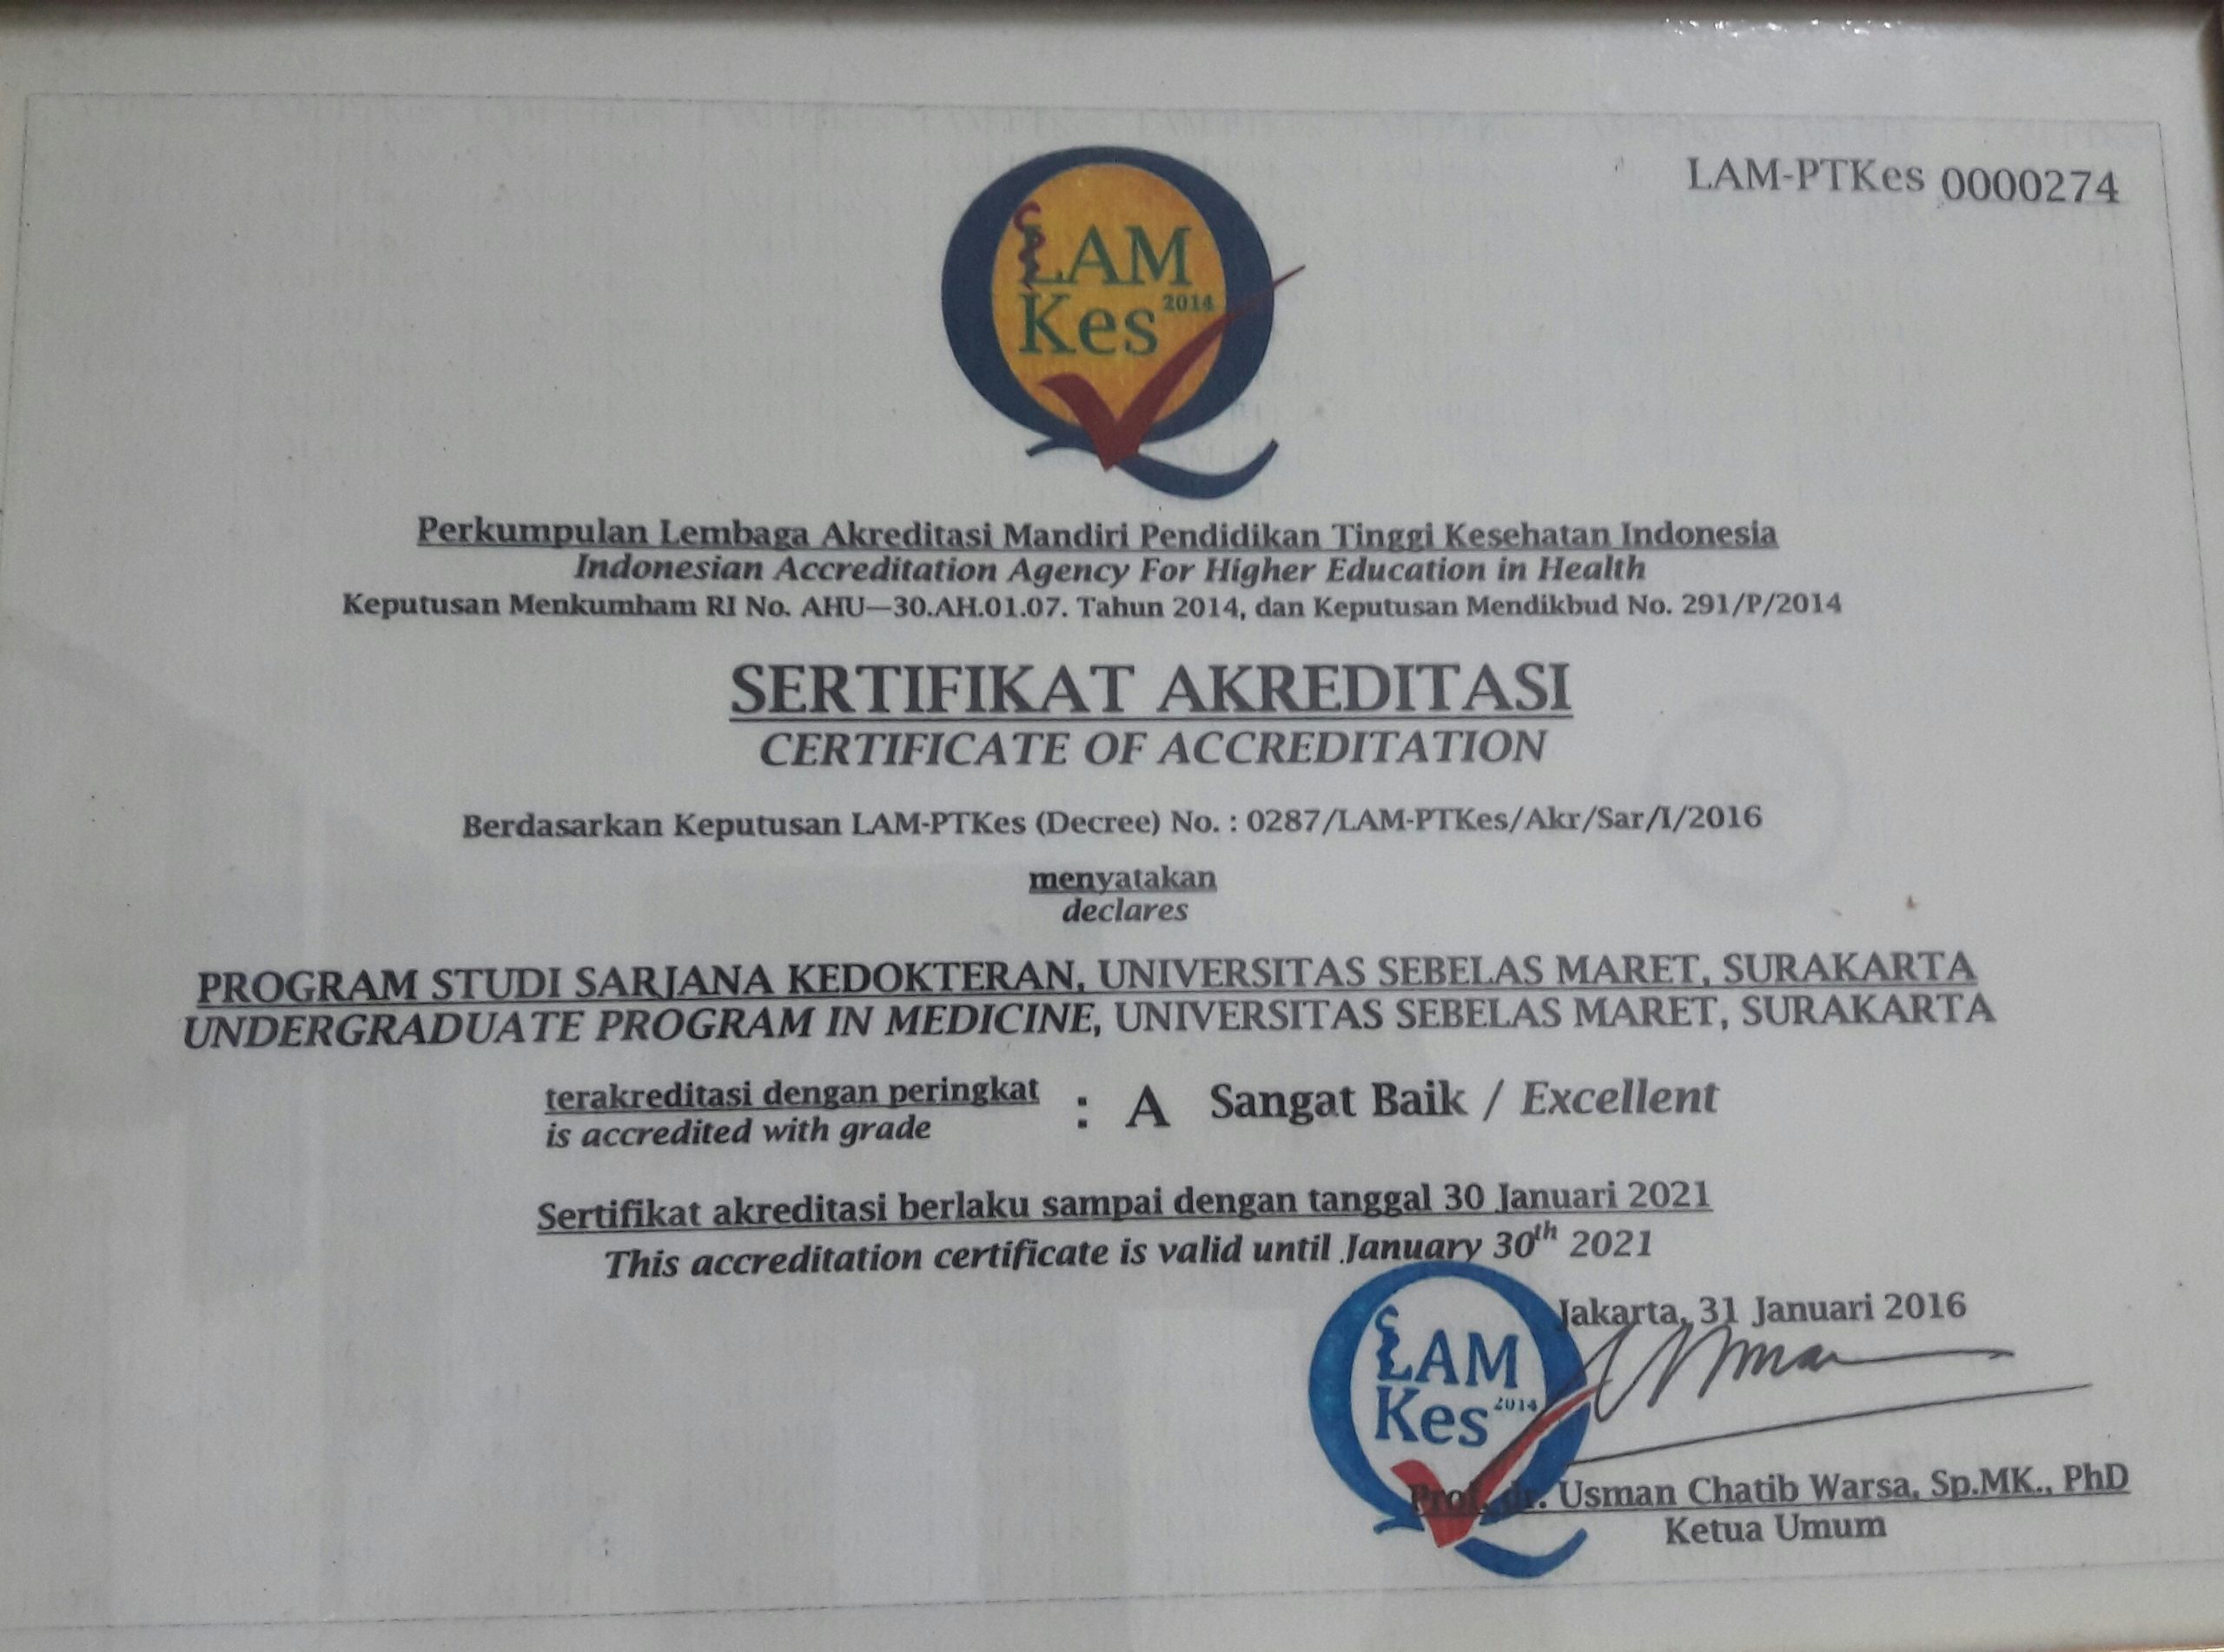 LAM-PTKes 0000274
LAM
Kes 2014
Perkumpulan Lembaga Akreditasi Mandiri Pendidikan Tinggi Kesehatan Indonesia
Indonesian Accreditation Agency For Higher Education in Health
Keputusan Menkumham RI No. AHU—30.AH.01.07. Tahun 2014, dan Keputusan Mendikbud No. 291/P/2014
SERTIFIKAT AKREDITASI
CERTIFICATE OF ACCREDITATION
Berdasarkan Keputusan LAM-PTKes (Decree) No. : 0287/LAM-PTKes/Akr/Sar/I/2016
menyatakan
declares
PROGRAM STUDI SARJANA KEDOKTERAN, UNIVERSITAS SEBELAS MARET, SURAKARTA
UNDERGRADUATE PROGRAM IN MEDICINE, UNIVERSITAS SEBELAS MARET, SURAKARTA
terakreditasi dengan peringkat : A Sangat Baik / Excellent
is accredited with grade
Sertifikat akreditasi berlaku sampai dengan tanggal 30 Januari 2021
This accreditation certificate is valid until January 30th 2021
Jakarta, 31 Januari 2016
LAM
Kes 2014
Prof. dr. Usman Chatib Warsa, Sp.MK., PhD
Ketua Umum